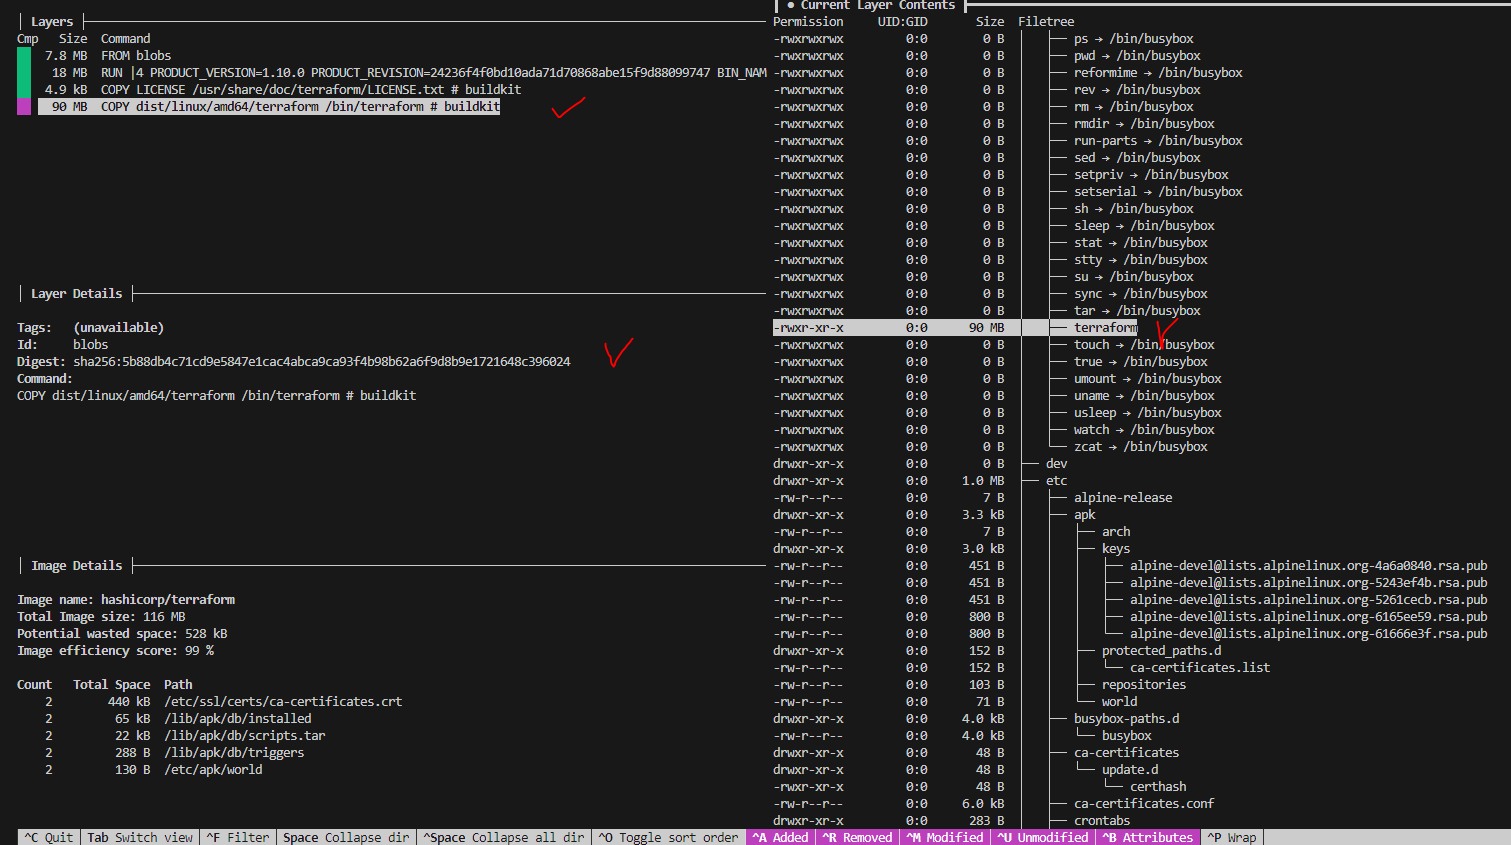 Layers
Cmp Size Command
7.8 MB FROM blobs
18 MB RUN |4 PRODUCT_VERSION=1.10.0 PRODUCT_REVISION=24236f4f0bd10ada71d70868abe15f9d88099747 BIN_NAM
4.9 kB COPY LICENSE /usr/share/doc/terraform/LICENSE.txt # buildkit
90 MB COPY dist/linux/amd64/terraform /bin/terraform # buildkit
Layer Details
Tags: (unavailable)
Id: blobs
Digest: sha256:5b88db4c71cd9e5847e1cac4abca9ca93f4b98b62a6f9d8b9e1721648c396024
Command:
COPY dist/linux/amd64/terraform /bin/terraform # buildkit
Image Details
Image name: hashicorp/terraform
Total Image size: 116 MB
Potential wasted space: 528 kB
Image efficiency score: 99 %
Count Total Space Path
2 440 kB /etc/ssl/certs/ca-certificates.crt
2 65 kB /lib/apk/db/installed
2 22 kB /lib/apk/db/scripts.tar
2 288 B /lib/apk/db/triggers
2 130 B /etc/apk/world
● Current Layer Contents
Permission UID:GID Size Filetree
-rwxrwxrwx 0:0 0 B ├── ps → /bin/busybox
-rwxrwxrwx 0:0 0 B ├── pwd → /bin/busybox
-rwxrwxrwx 0:0 0 B ├── reformime → /bin/busybox
-rwxrwxrwx 0:0 0 B ├── rev → /bin/busybox
-rwxrwxrwx 0:0 0 B ├── rm → /bin/busybox
-rwxrwxrwx 0:0 0 B ├── rmdir → /bin/busybox
-rwxrwxrwx 0:0 0 B ├── run-parts → /bin/busybox
-rwxrwxrwx 0:0 0 B ├── sed → /bin/busybox
-rwxrwxrwx 0:0 0 B ├── setpriv → /bin/busybox
-rwxrwxrwx 0:0 0 B ├── setserial → /bin/busybox
-rwxrwxrwx 0:0 0 B ├── sh → /bin/busybox
-rwxrwxrwx 0:0 0 B ├── sleep → /bin/busybox
-rwxrwxrwx 0:0 0 B ├── stat → /bin/busybox
-rwxrwxrwx 0:0 0 B ├── stty → /bin/busybox
-rwxrwxrwx 0:0 0 B ├── su → /bin/busybox
-rwxrwxrwx 0:0 0 B ├── sync → /bin/busybox
-rwxrwxrwx 0:0 0 B ├── tar → /bin/busybox
-rwxr-xr-x 0:0 90 MB ├── terraform
-rwxrwxrwx 0:0 0 B ├── touch → /bin/busybox
-rwxrwxrwx 0:0 0 B ├── true → /bin/busybox
-rwxrwxrwx 0:0 0 B ├── umount → /bin/busybox
-rwxrwxrwx 0:0 0 B ├── uname → /bin/busybox
-rwxrwxrwx 0:0 0 B ├── usleep → /bin/busybox
-rwxrwxrwx 0:0 0 B ├── watch → /bin/busybox
-rwxrwxrwx 0:0 0 B └── zcat → /bin/busybox
drwxr-xr-x 0:0 0 B ├── dev
drwxr-xr-x 0:0 1.0 MB ├── etc
-rw-r--r-- 0:0 7 B ├── alpine-release
drwxr-xr-x 0:0 3.3 kB ├── apk
-rw-r--r-- 0:0 7 B ├── arch
drwxr-xr-x 0:0 3.0 kB ├── keys
-rw-r--r-- 0:0 451 B ├── alpine-devel@lists.alpinelinux.org-4a6a0840.rsa.pub
-rw-r--r-- 0:0 451 B ├── alpine-devel@lists.alpinelinux.org-5243ef4b.rsa.pub
-rw-r--r-- 0:0 451 B ├── alpine-devel@lists.alpinelinux.org-5261cecb.rsa.pub
-rw-r--r-- 0:0 800 B ├── alpine-devel@lists.alpinelinux.org-6165ee59.rsa.pub
-rw-r--r-- 0:0 800 B └── alpine-devel@lists.alpinelinux.org-61666e3f.rsa.pub
drwxr-xr-x 0:0 152 B ├── protected_paths.d
-rw-r--r-- 0:0 152 B └── ca-certificates.list
-rw-r--r-- 0:0 103 B ├── repositories
-rw-r--r-- 0:0 71 B └── world
drwxr-xr-x 0:0 4.0 kB ├── busybox-paths.d
-rw-r--r-- 0:0 4.0 kB └── busybox
drwxr-xr-x 0:0 48 B ├── ca-certificates
drwxr-xr-x 0:0 48 B └── update.d
-rwxr-xr-x 0:0 48 B └── certhash
-rw-r--r-- 0:0 6.0 kB ├── ca-certificates.conf
drwxr-xr-x 0:0 283 B ├── crontabs
^C Quit Tab Switch view ^F Filter Space Collapse dir ^Space Collapse all dir ^O Toggle sort order ^A Added ^R Removed ^M Modified ^U Unmodified ^B Attributes ^P Wrap